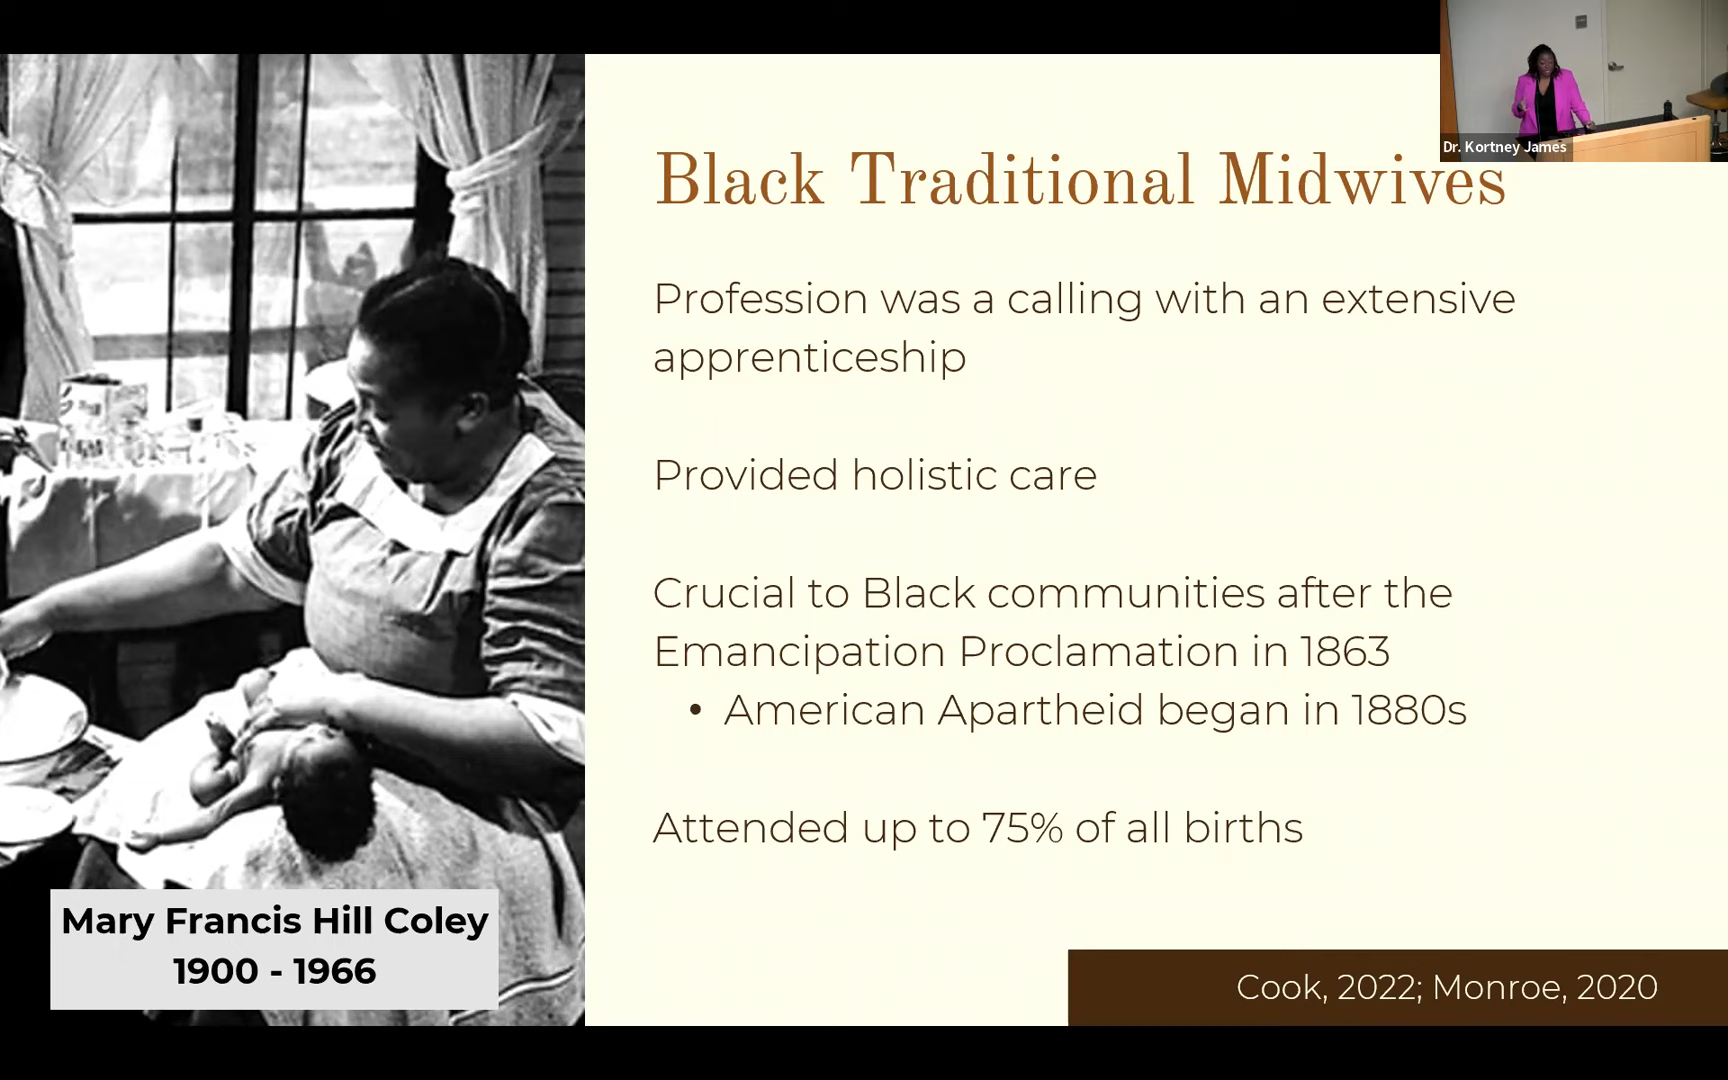 Dr. Kortney James
Black Traditional Midwives
Profession was a calling with an extensive
apprenticeship
Provided holistic care
Crucial to Black communities after the
Emancipation Proclamation in 1863
• American Apartheid began in 1880s
Attended up to 75% of all births
Mary Francis Hill Coley
1900 - 1966
Cook, 2022; Monroe, 2020